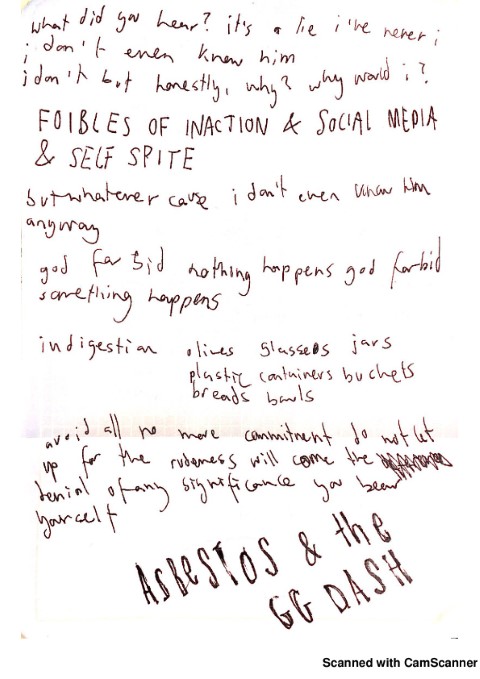 what did you hear? it's a lie i've never i
i don't even know him
i don't but honestly, why? why would i?
FOIBLES OF INACTION & SOCIAL MEDIA
& SELF SPITE
but whatever cause i don't even know him
anyway
god forbid nothing happens god forbid
something happens
indigestion olives glasses jars
plastic containers buckets
breads bowls
avoid all no more commitment do not let
up for the rudeness will come the
denial of any significance you bear
yourself
ASBESTOS & the
GG DASH
Scanned with CamScanner